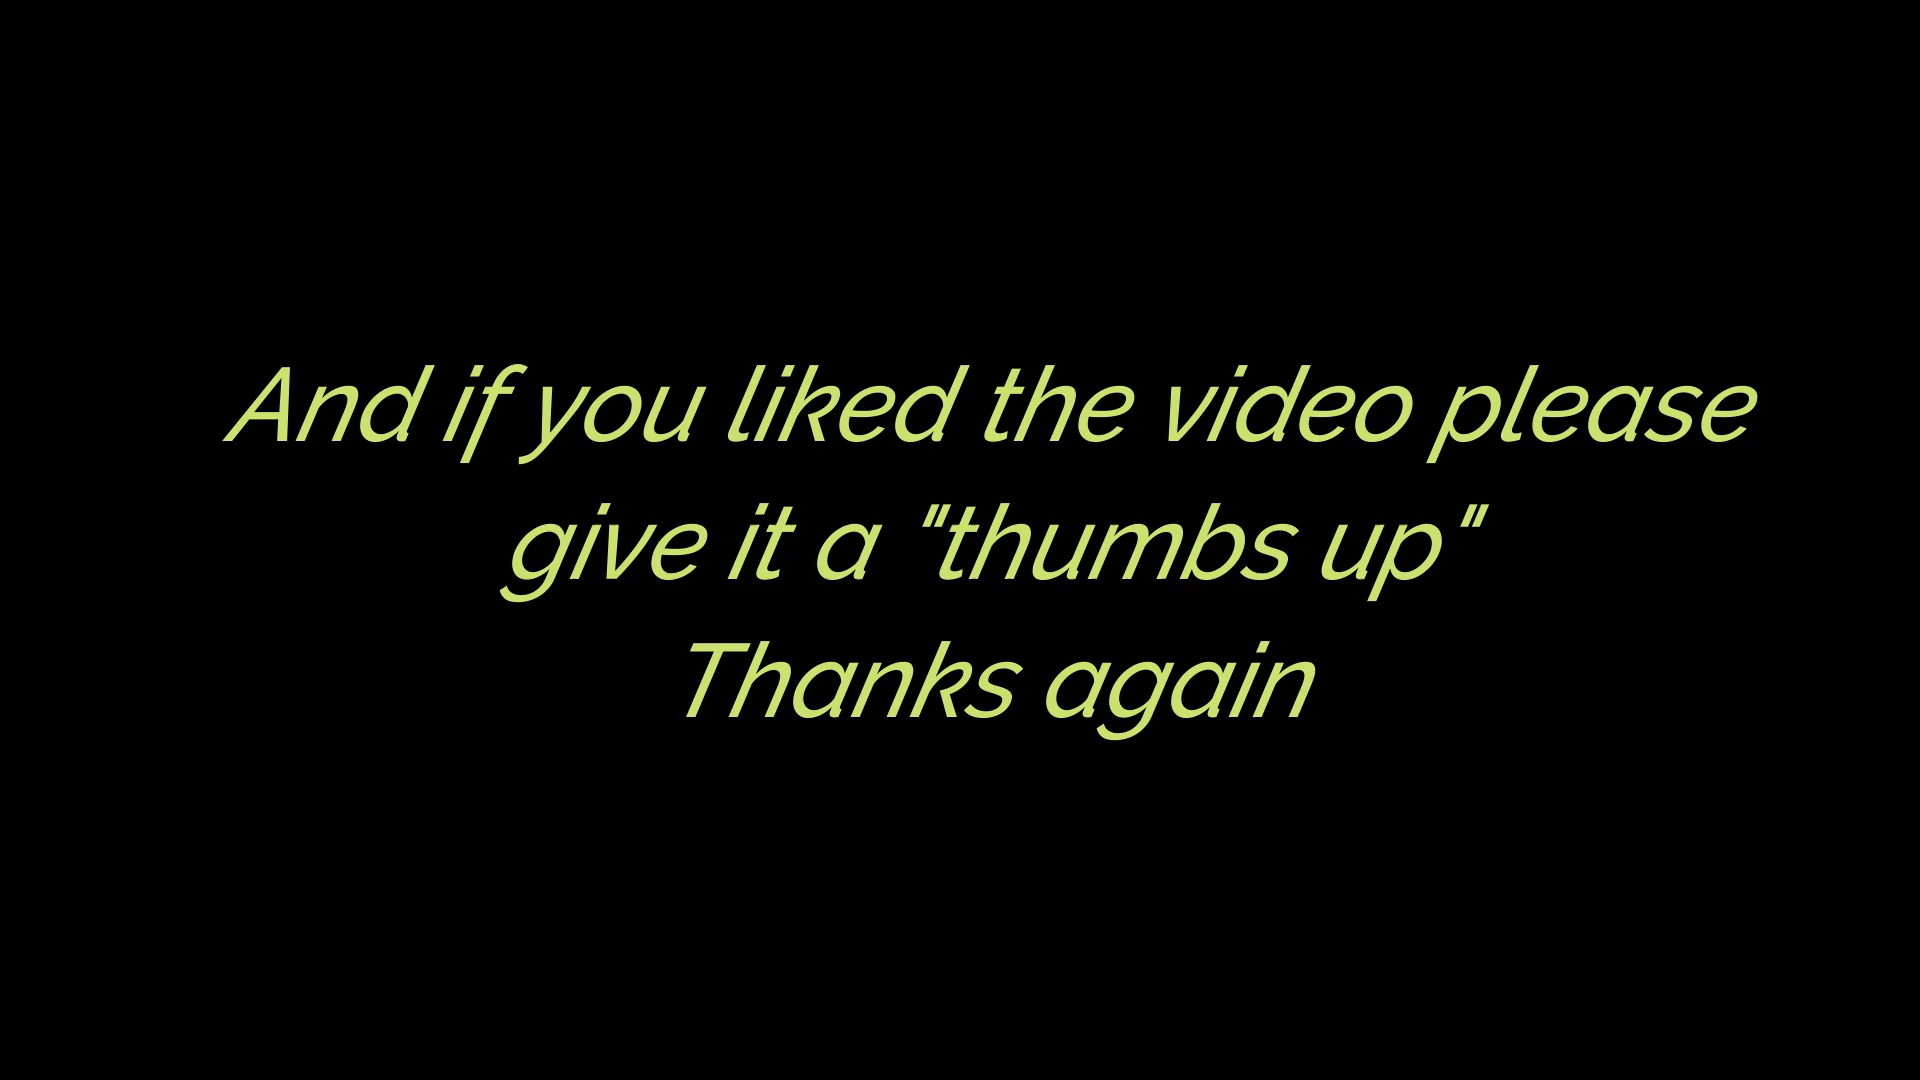 And if you liked the video please
give it a "thumbs up"
Thanks again